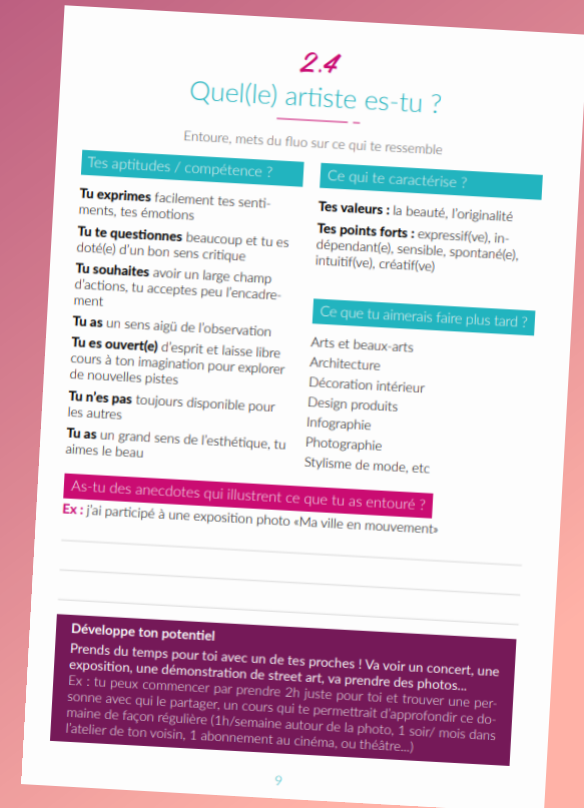 2.4
Quel(le) artiste es-tu ?
Entoure, mets du fluo sur ce qui te ressemble
Tes aptitudes / compétence ?
Tu exprimes facilement tes senti-
ments, tes émotions
Tu te questionnes beaucoup et tu es
doté(e) d'un bon sens critique
Tu souhaites avoir un large champ
d'actions, tu acceptes peu l'encadre-
ment
Tu as un sens aigü de l'observation
Tu es ouvert(e) d'esprit et laisse libre
cours à ton imagination pour explorer
de nouvelles pistes
Tu n'es pas toujours disponible pour
les autres
Tu as un grand sens de l'esthétique, tu
aimes le beau
Ce qui te caractérise ?
Tes valeurs : la beauté, l'originalité
Tes points forts : expressif(ve), in-
dépendant(e), sensible, spontané(e),
intuitif(ve), créatif(ve)
Ce que tu aimerais faire plus tard ?
Arts et beaux-arts
Architecture
Décoration intérieur
Design produits
Infographie
Photographie
Stylisme de mode, etc
As-tu des anecdotes qui illustrent ce que tu as entouré ?
Ex : j'ai participé à une exposition photo «Ma ville en mouvement»
Développe ton potentiel
Prends du temps pour toi avec un de tes proches ! Va voir un concert, une
exposition, une démonstration de street art, va prendre des photos...
Ex : tu peux commencer par prendre 2h juste pour toi et trouver une per-
sonne avec qui le partager, un cours qui te permettrait d'approfondir ce do-
maine de façon régulière (1h/semaine autour de la photo, 1 soir/ mois dans
l'atelier de ton voisin, 1 abonnement au cinéma, ou théâtre...)
9